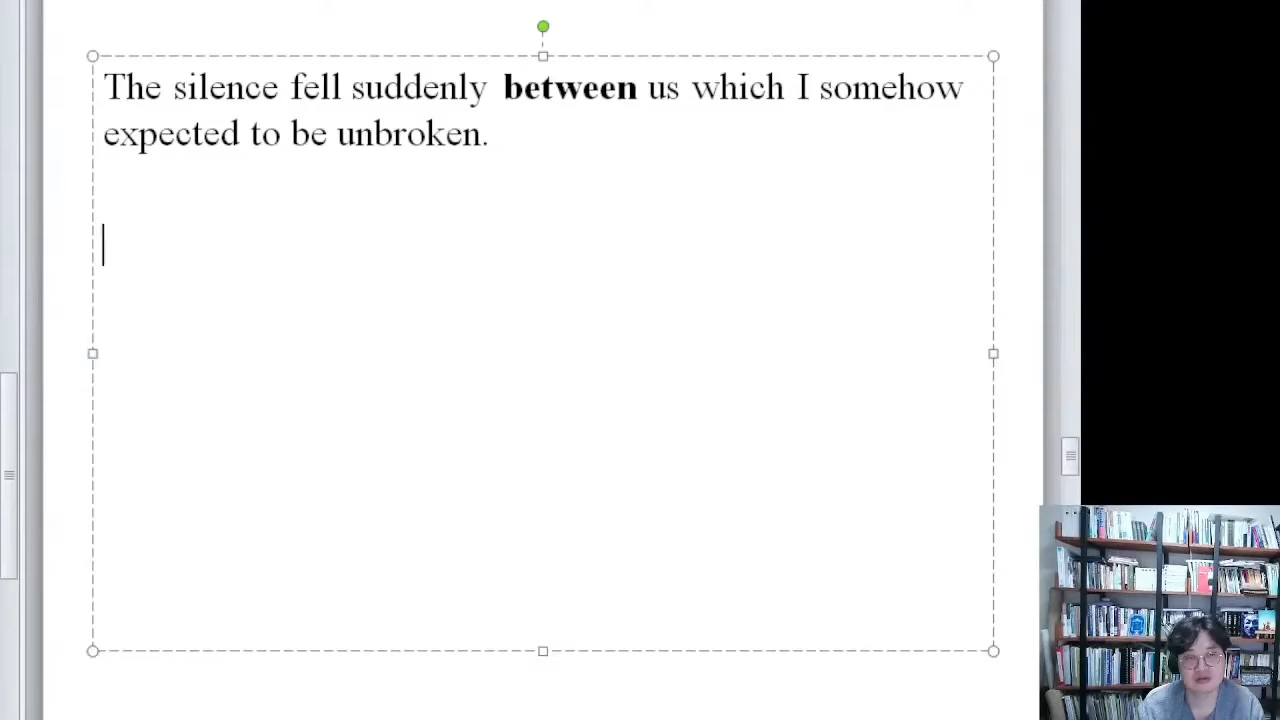 The silence fell suddenly between us which I somehow
expected to be unbroken.